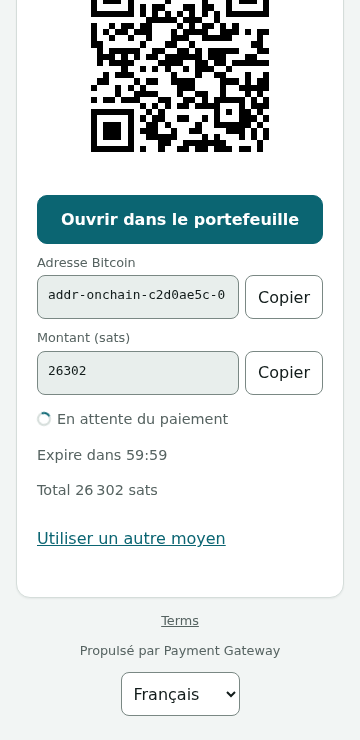 Ouvrir dans le portefeuille
Adresse Bitcoin
addr-onchain-c2d0ae5c-0
Copier
Montant (sats)
26302
Copier
En attente du paiement
Expire dans 59:59
Total 26 302 sats
Utiliser un autre moyen
Terms
Propulsé par Payment Gateway
Français